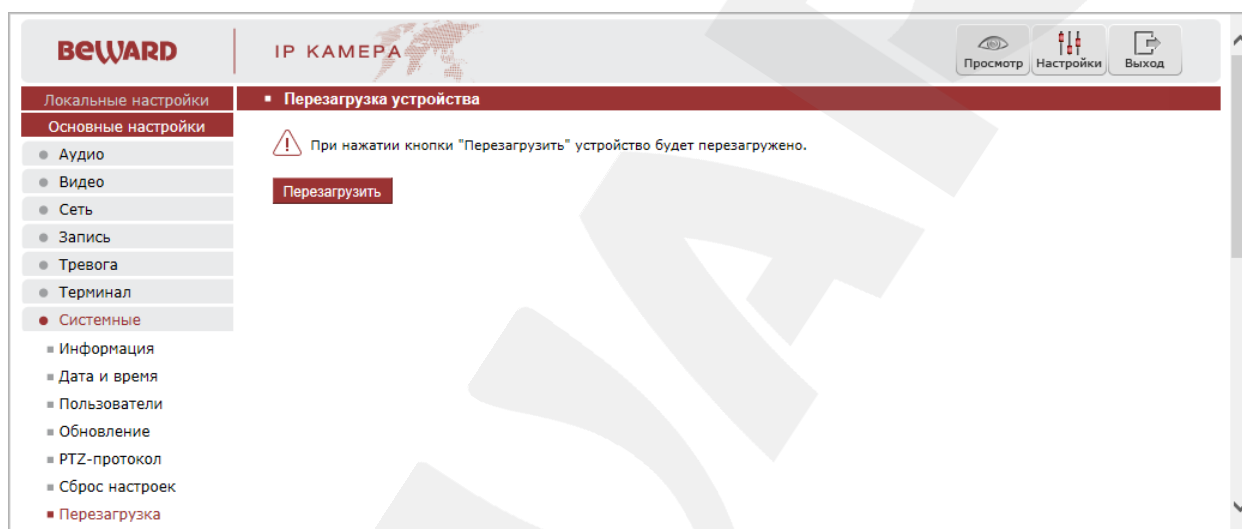 BEWARD
IP КАМЕРА
Просмотр
Настройки
Выход
Локальные настройки
Основные настройки
Аудио
Видео
Сеть
Запись
Тревога
Терминал
Системные
Информация
Дата и время
Пользователи
Обновление
PTZ-протокол
Сброс настроек
Перезагрузка
Перезагрузка устройства
При нажатии кнопки "Перезагрузить" устройство будет перезагружено.
Перезагрузить